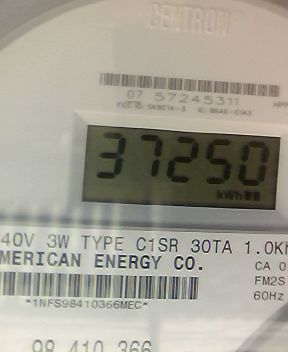 CENTRON®
07 57245311
37250
kWh
40V 3W TYPE C1SR 30TA 1.0K
MERICAN ENERGY CO.
CA 0
FM2S
*1NFS98410366MEC*
60Hz
98 410 366